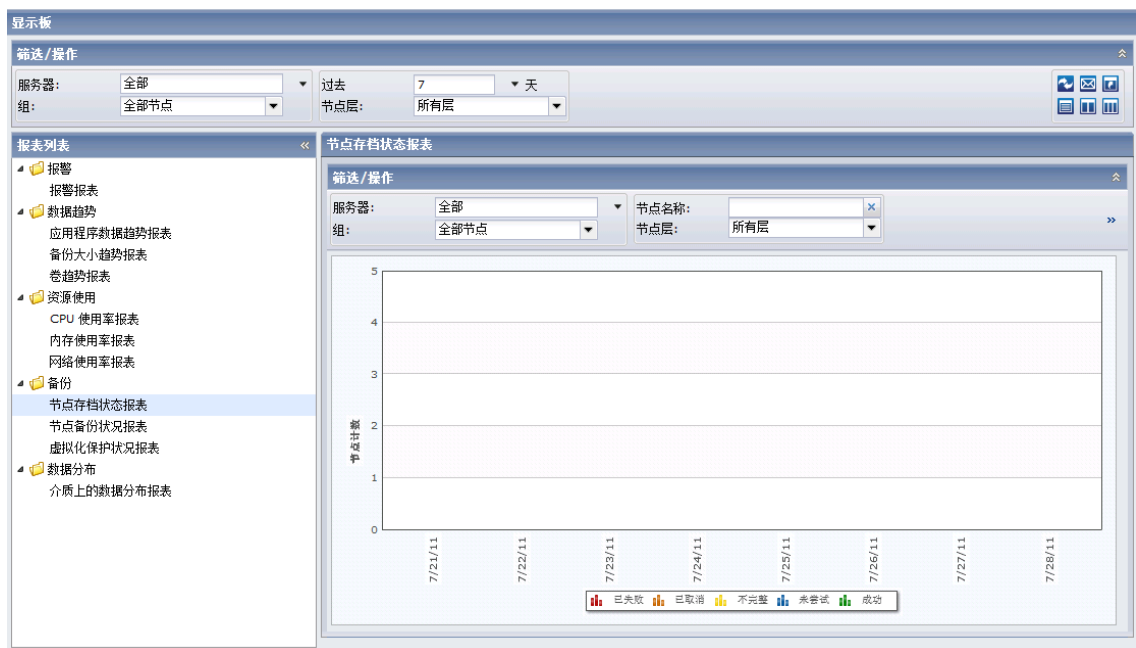 显示板
筛选/操作
服务器: 全部 过去 7 天
组: 全部节点 节点层: 所有层
报表列表
报警
报警报表
数据趋势
应用程序数据趋势报表
备份大小趋势报表
卷趋势报表
资源使用
CPU 使用率报表
内存使用率报表
网络使用率报表
备份
节点存档状态报表
节点备份状况报表
虚拟化保护状况报表
数据分布
介质上的数据分布报表
节点存档状态报表
筛选/操作
服务器: 全部 节点名称:
组: 全部节点 节点层: 所有层
节点计数
5
4
3
2
1
0
7/21/11 7/22/11 7/23/11 7/24/11 7/25/11 7/26/11 7/27/11 7/28/11
已失败 已取消 不完整 未尝试 成功